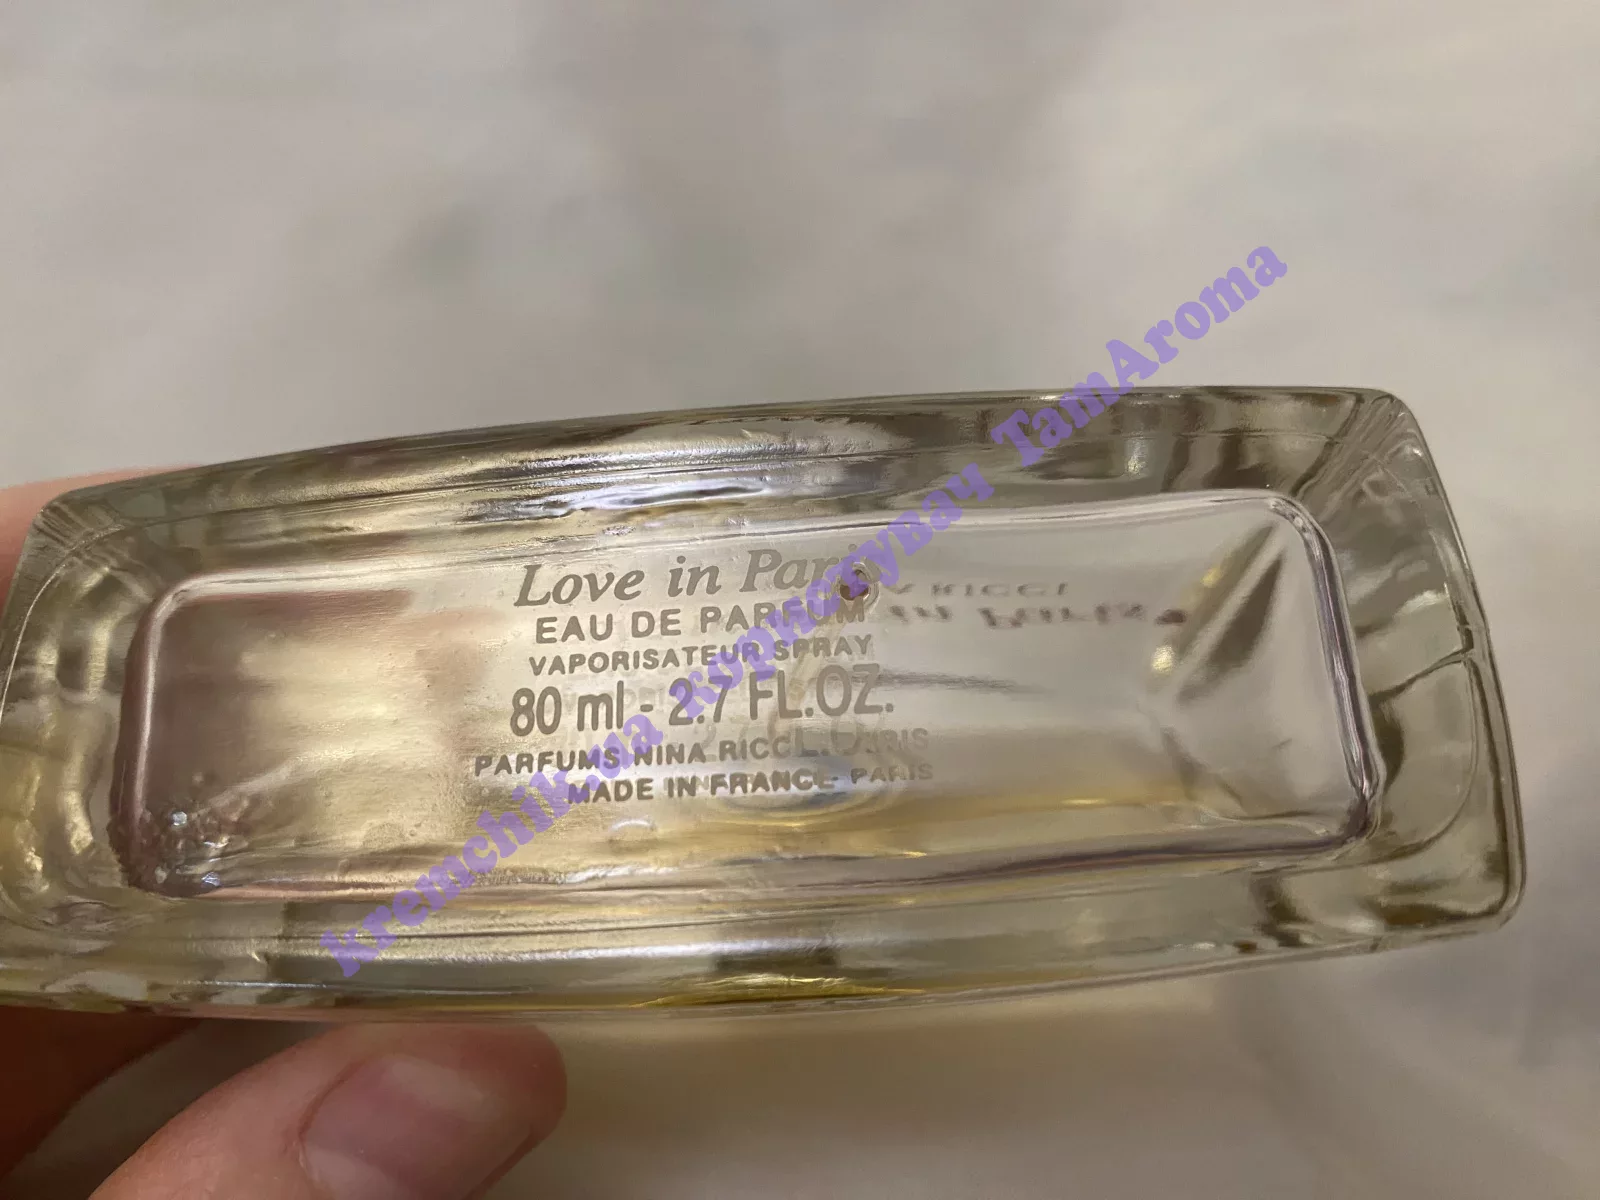 Love in Paris
EAU DE PARFUM
VAPORISATEUR SPRAY
80 ml - 2.7 FL.OZ.
PARFUMS NINA RICCI PARIS
MADE IN FRANCE - PARIS
RICCI
kremchik.ua користувач TamAroma